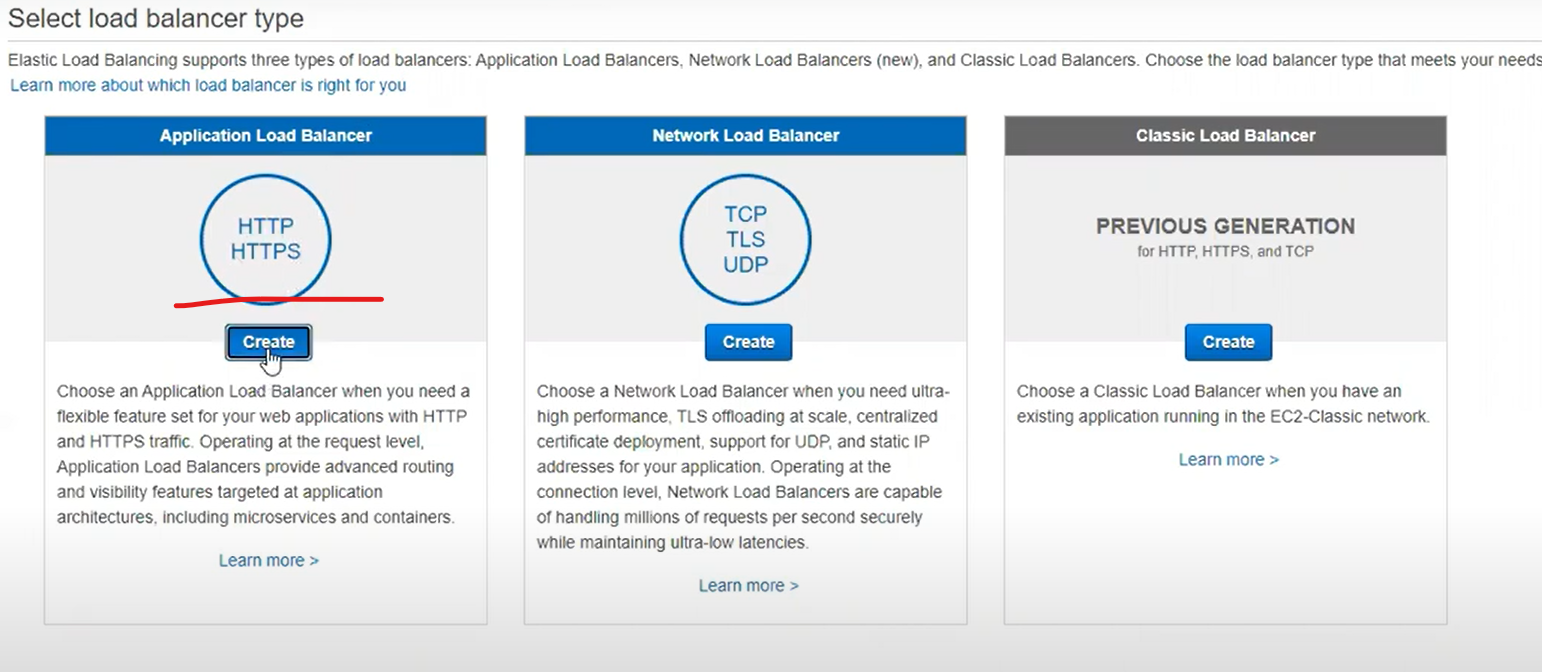 Select load balancer type
Elastic Load Balancing supports three types of load balancers: Application Load Balancers, Network Load Balancers (new), and Classic Load Balancers. Choose the load balancer type that meets your needs
Learn more about which load balancer is right for you
Application Load Balancer
HTTP
HTTPS
Create
Choose an Application Load Balancer when you need a
flexible feature set for your web applications with HTTP
and HTTPS traffic. Operating at the request level,
Application Load Balancers provide advanced routing
and visibility features targeted at application
architectures, including microservices and containers.
Learn more >
Network Load Balancer
TCP
TLS
UDP
Create
Choose a Network Load Balancer when you need ultra-
high performance, TLS offloading at scale, centralized
certificate deployment, support for UDP, and static IP
addresses for your application. Operating at the
connection level, Network Load Balancers are capable
of handling millions of requests per second securely
while maintaining ultra-low latencies.
Learn more >
Classic Load Balancer
PREVIOUS GENERATION
for HTTP, HTTPS, and TCP
Create
Choose a Classic Load Balancer when you have an
existing application running in the EC2-Classic network.
Learn more >